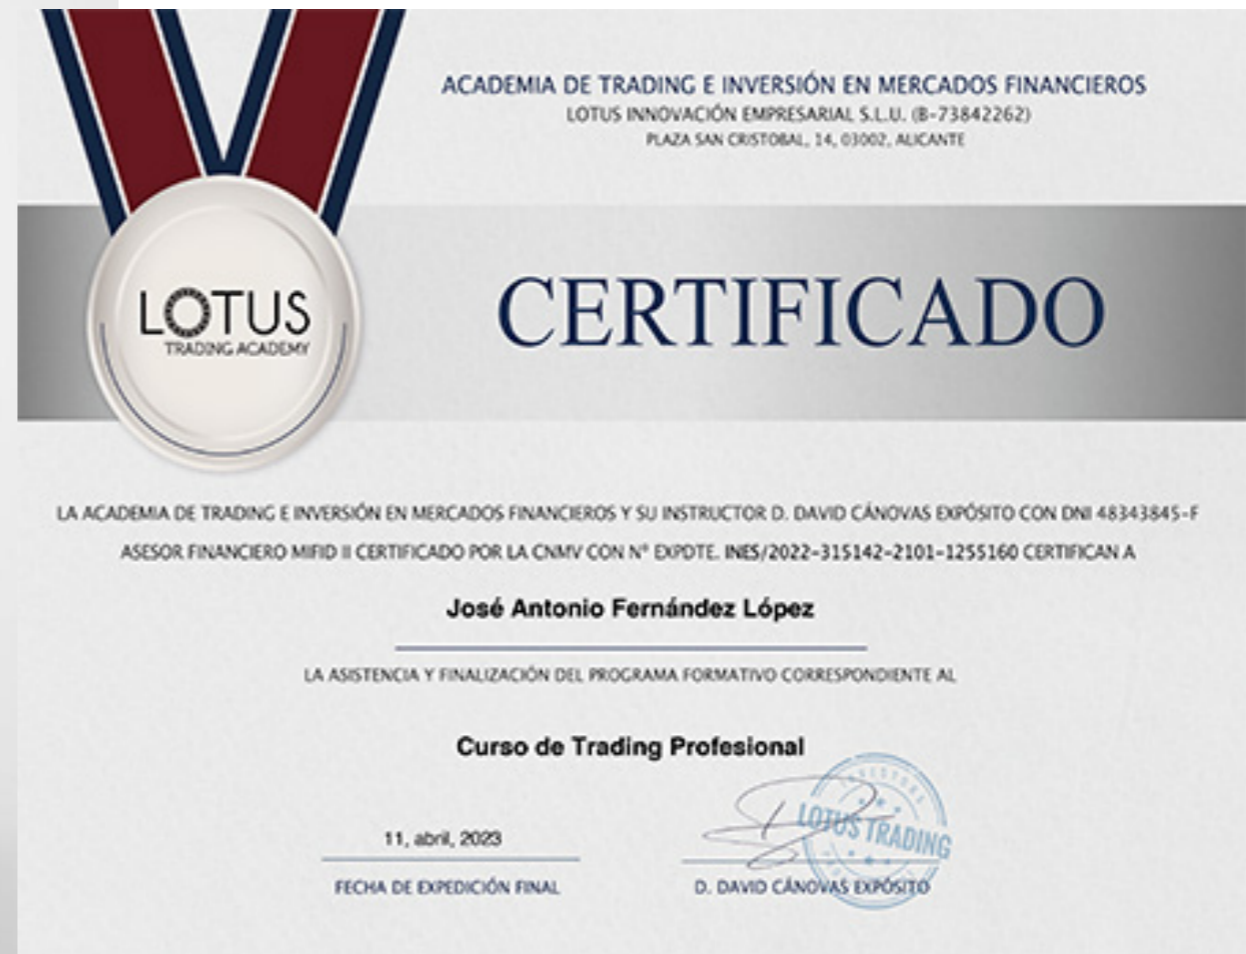 ACADEMIA DE TRADING E INVERSIÓN EN MERCADOS FINANCIEROS
LOTUS INNOVACIÓN EMPRESARIAL S.L.U. (B-73842262)
PLAZA SAN CRISTOBAL, 14, 03002, ALICANTE
LOTUS
TRADING ACADEMY
CERTIFICADO
LA ACADEMIA DE TRADING E INVERSIÓN EN MERCADOS FINANCIEROS Y SU INSTRUCTOR D. DAVID CÁNOVAS EXPÓSITO CON DNI 48343845-F
ASESOR FINANCIERO MIFID II CERTIFICADO POR LA CNMV CON Nº EXPDTE. INES/2022-315142-2101-1255160 CERTIFICAN A
José Antonio Fernández López
LA ASISTENCIA Y FINALIZACIÓN DEL PROGRAMA FORMATIVO CORRESPONDIENTE AL
Curso de Trading Profesional
LOTUS TRADING
11, abril, 2023
FECHA DE EXPEDICIÓN FINAL
D. DAVID CÁNOVAS EXPÓSITO